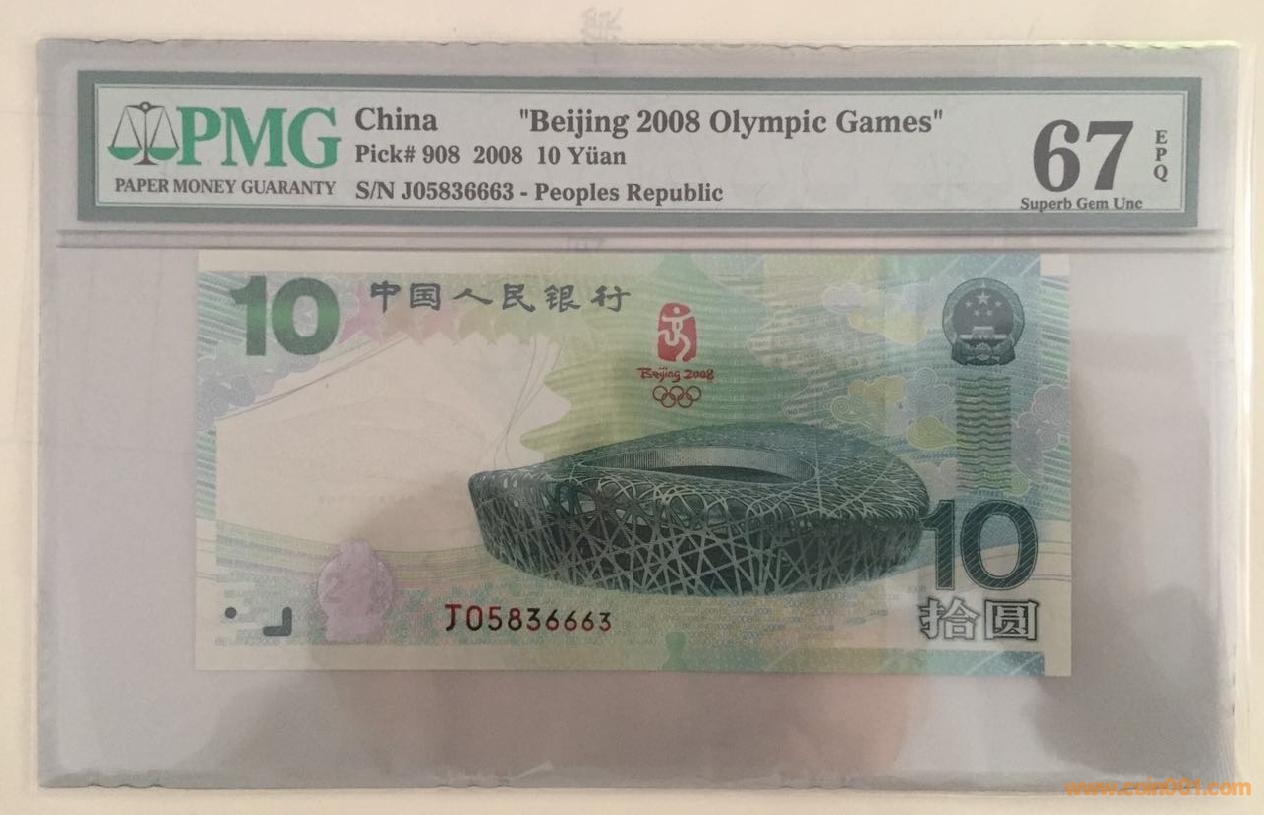 PMG
PAPER MONEY GUARANTY
China "Beijing 2008 Olympic Games"
Pick# 908 2008 10 Yüan
S/N J05836663 - Peoples Republic
67
EPQ
Superb Gem Unc
10
中国人民银行
Beijing 2008
J05836663
10
拾圆
www.coin001.com